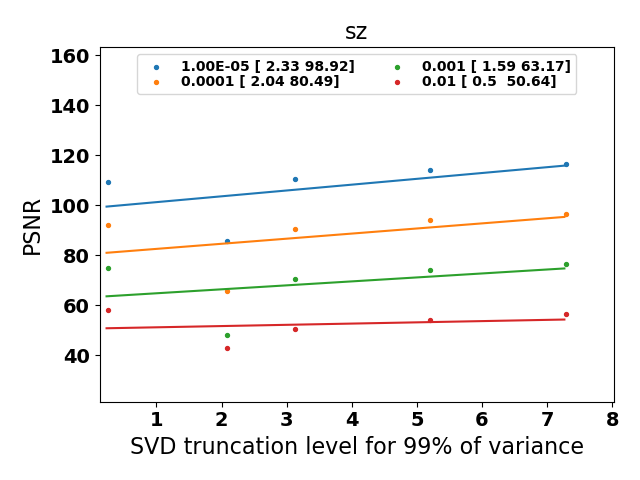 sz
1.00E-05 [ 2.33 98.92]
0.0001 [ 2.04 80.49]
0.001 [ 1.59 63.17]
0.01 [ 0.5  50.64]
160
140
120
100
80
60
40
PSNR
1 2 3 4 5 6 7 8
SVD truncation level for 99% of variance